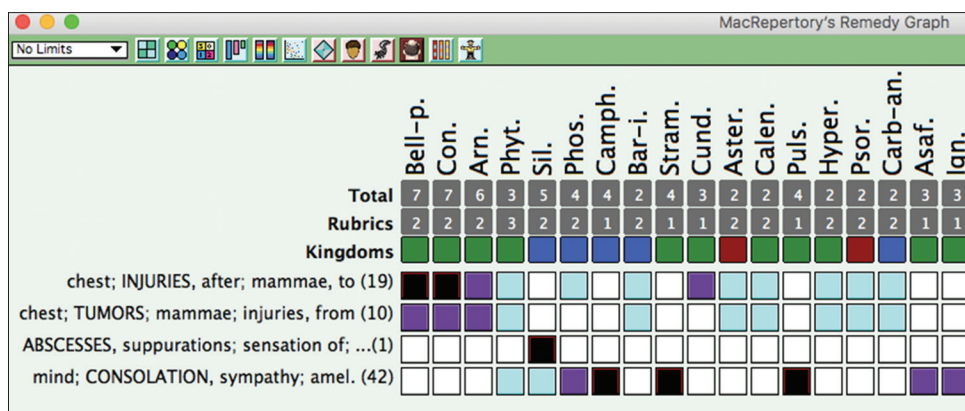 MacRepertory's Remedy Graph
No Limits
Bell-p. Con. Arn. Phyt. Sil. Phos. Camph. Bar-i. Stram. Cund. Aster. Calen. Puls. Hyper. Psor. Carb-an. Asaf. Ign.
Total 7 7 6 3 5 4 4 2 4 3 2 2 4 2 2 2 3 3
Rubrics 2 2 2 3 2 2 1 2 1 1 2 2 1 2 2 2 1 1
Kingdoms
chest; INJURIES, after; mammae, to (19)
chest; TUMORS; mammae; injuries, from (10)
ABSCESSES, suppurations; sensation of; ...(1)
mind; CONSOLATION, sympathy; amel. (42)